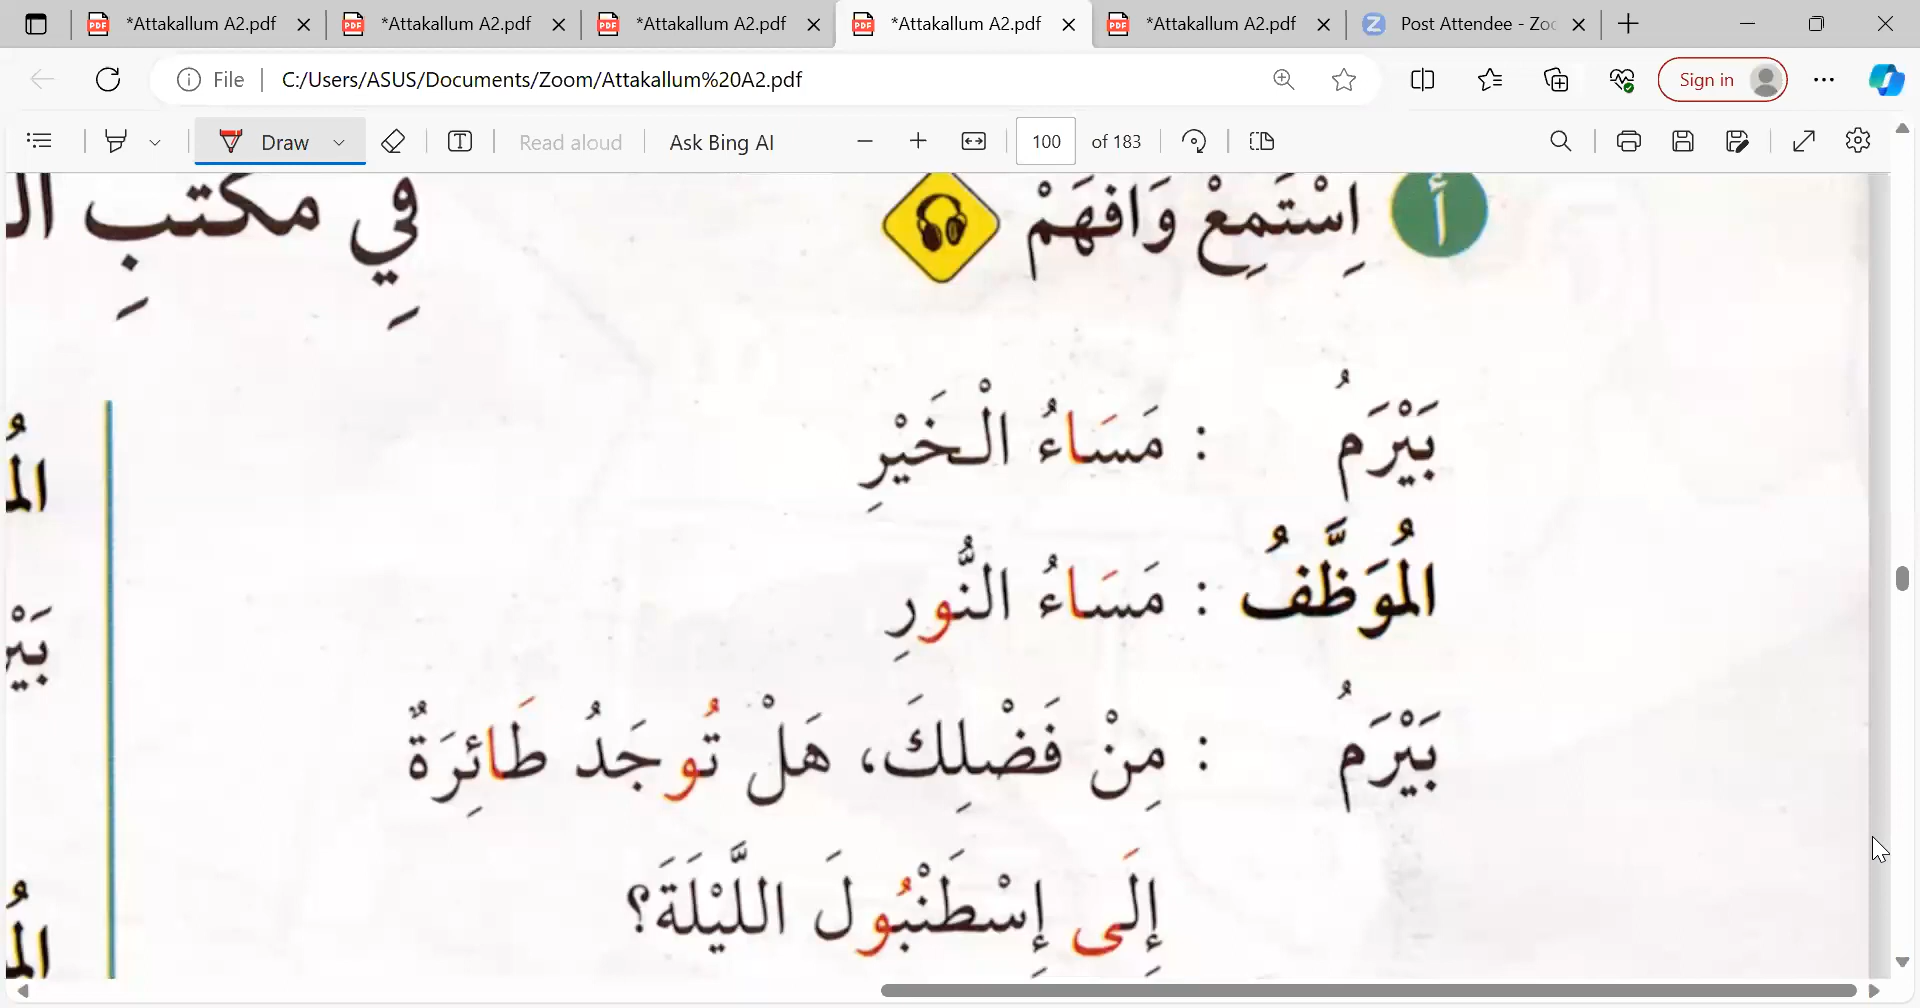 *Attakallum A2.pdf
*Attakallum A2.pdf
*Attakallum A2.pdf
*Attakallum A2.pdf
*Attakallum A2.pdf
Post Attendee - Zoo
File
C:/Users/ASUS/Documents/Zoom/Attakallum%20A2.pdf
Sign in
Draw
Read aloud
Ask Bing AI
100
of 183
أ
اِسْتَمِعْ وَافْهَمْ
فِي مَكْتَبِ
بَيْرَمُ : مَسَاءُ الْخَيْرِ
الْمُوَظَّفُ : مَسَاءُ النُّورِ
بَيْرَمُ : مِنْ فَضْلِكَ، هَلْ تُوجَدُ طَائِرَةٌ
إِلَى إِسْطَنْبُولَ اللَّيْلَةَ؟